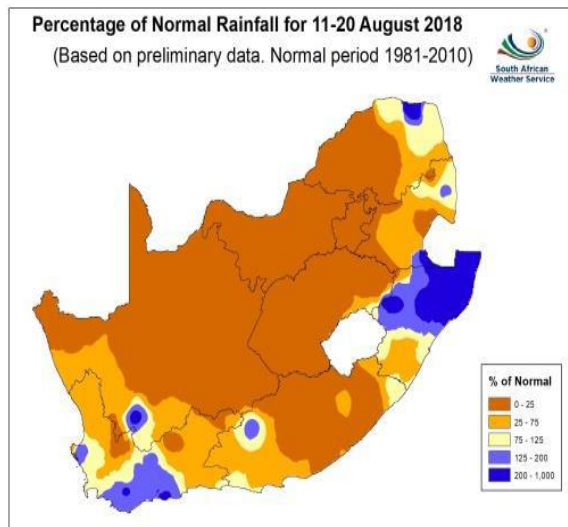 Percentage of Normal Rainfall for 11-20 August 2018
(Based on preliminary data. Normal period 1981-2010)
South African
Weather Service
% of Normal
0 - 25
25 - 75
75 - 125
125 - 200
200 - 1,000